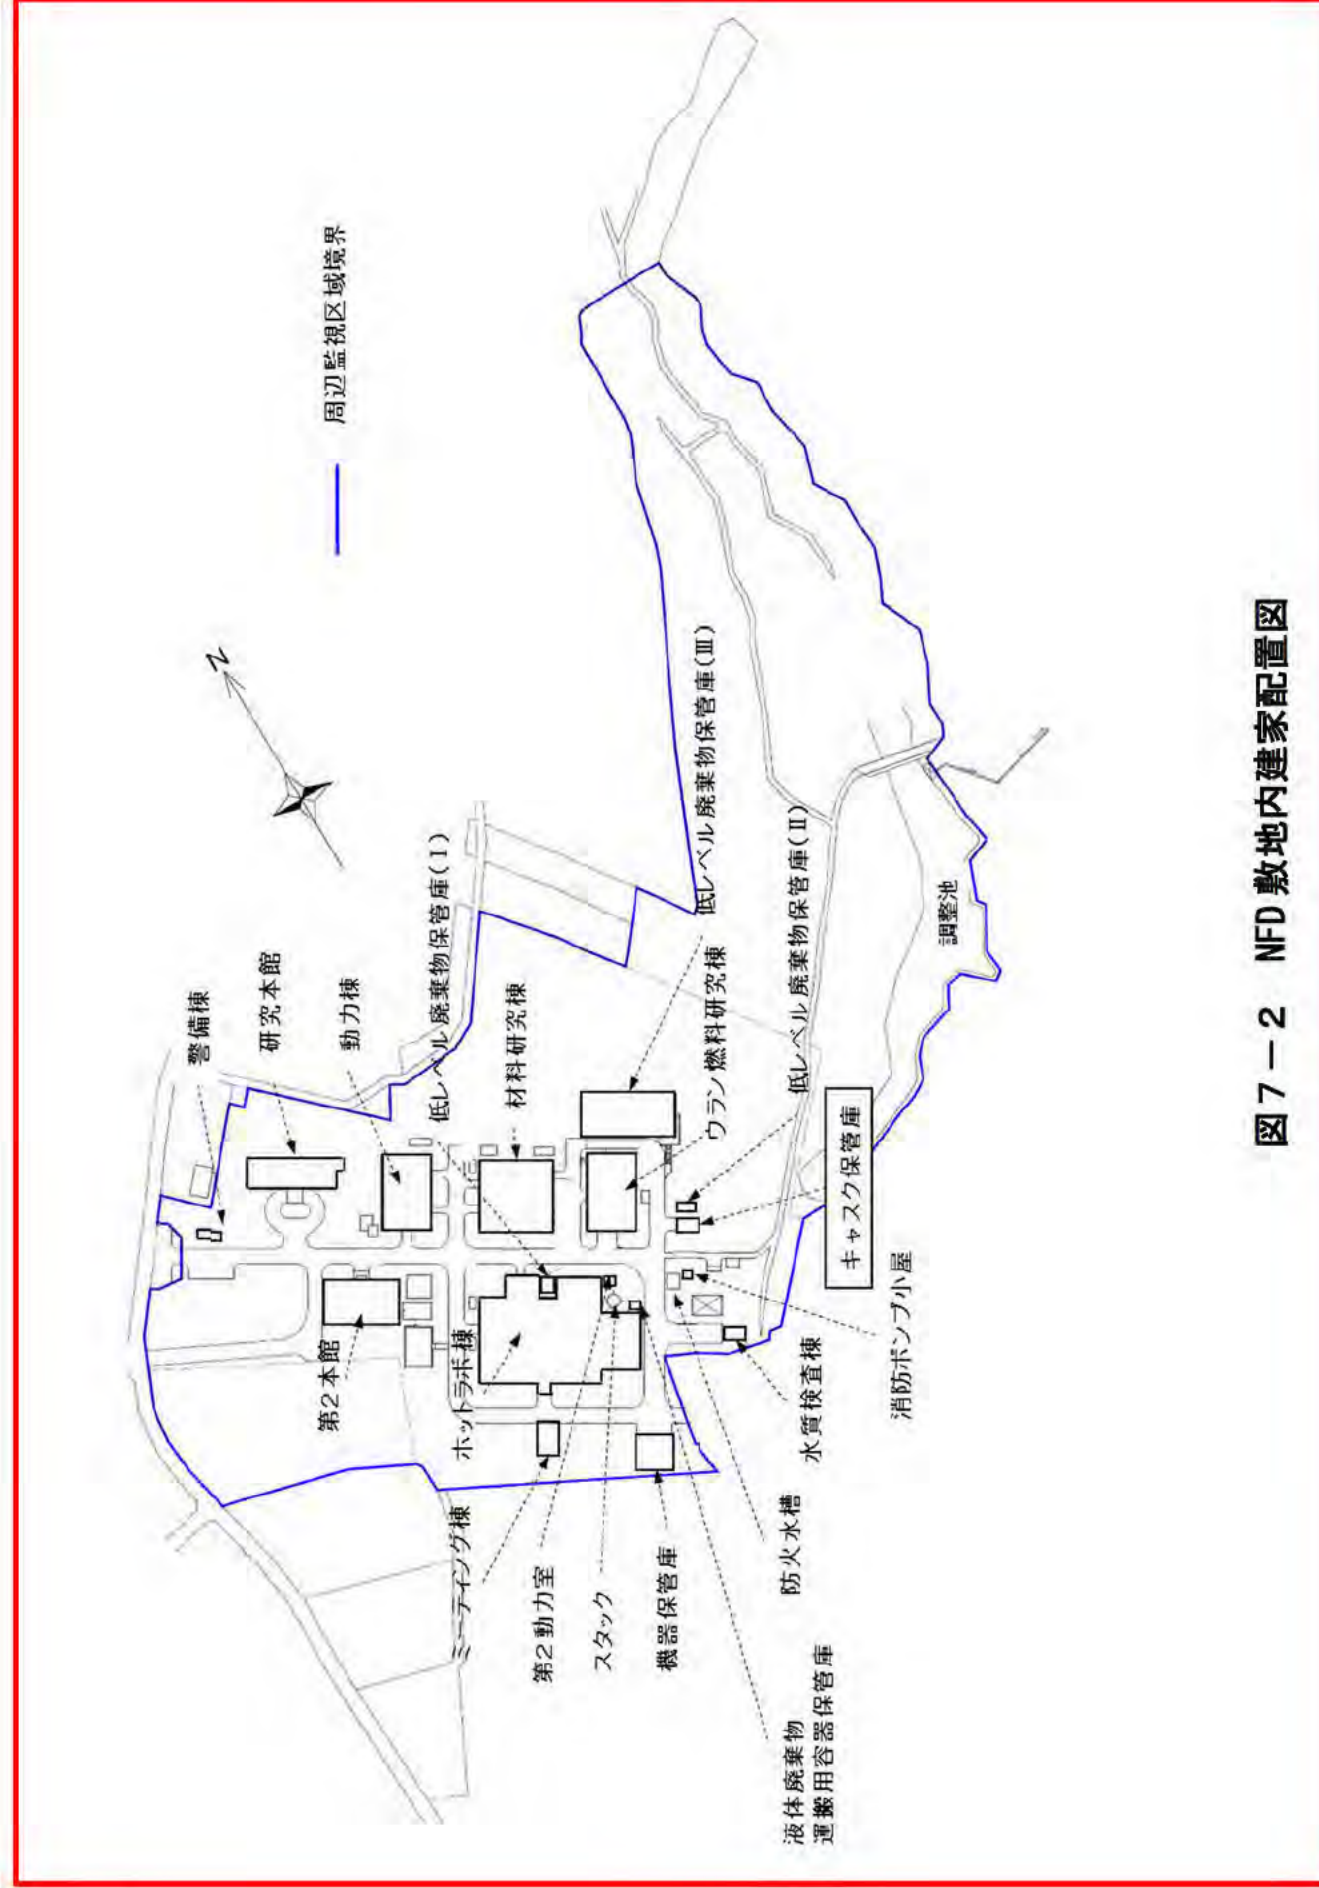 周辺監視区域境界
N
警備棟
研究本館
動力棟
低レベル廃棄物保管庫(Ⅰ)
材料研究棟
低レベル廃棄物保管庫(Ⅲ)
ウラン燃料研究棟
低レベル廃棄物保管庫(Ⅱ)
キャスク保管庫
調整池
第2本館
ホットラボ棟
ミーティング棟
第2動力室
スタック
機器保管庫
防火水槽
水質検査棟
消防ポンプ小屋
液体廃棄物
運搬用容器保管庫
図7-2 NFD敷地内建家配置図